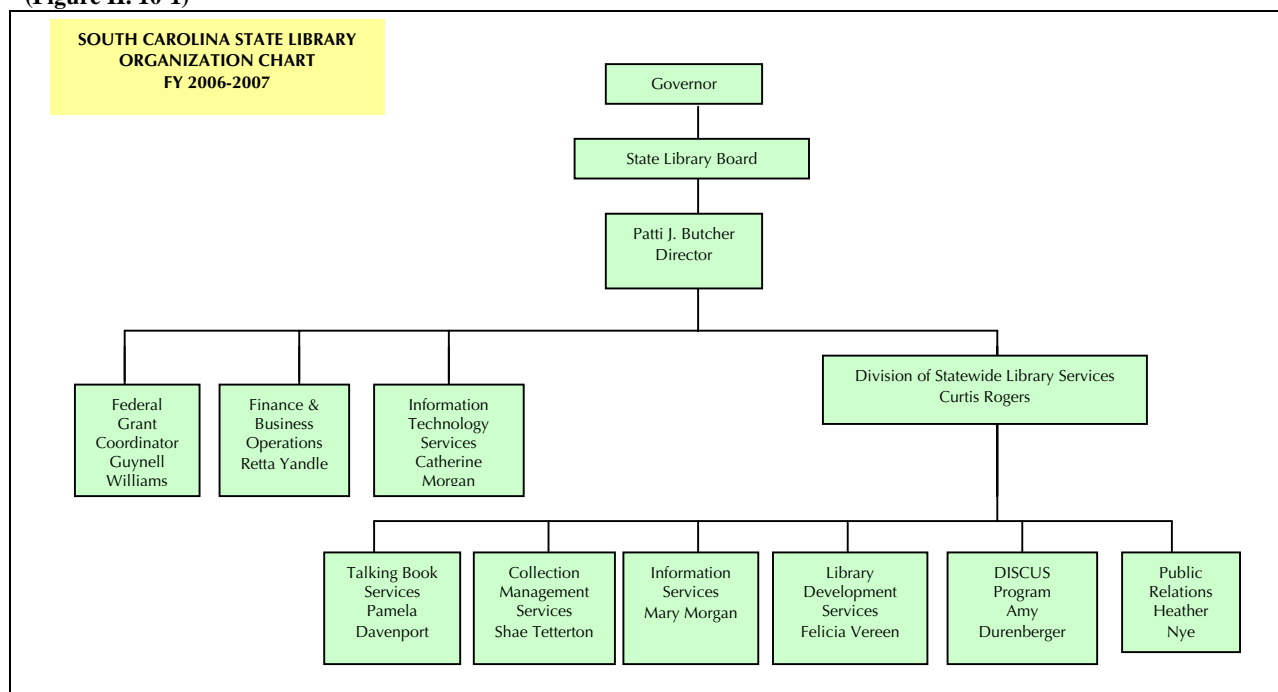 (Figure II. 10-1)
SOUTH CAROLINA STATE LIBRARY
ORGANIZATION CHART
FY 2006-2007
Governor
State Library Board
Patti J. Butcher
Director
Federal
Grant
Coordinator
Guynell
Williams
Finance &
Business
Operations
Retta Yandle
Information
Technology
Services
Catherine
Morgan
Division of Statewide Library Services
Curtis Rogers
Talking Book
Services
Pamela
Davenport
Collection
Management
Services
Shae Tetterton
Information
Services
Mary Morgan
Library
Development
Services
Felicia Vereen
DISCUS
Program
Amy
Durenberger
Public
Relations
Heather
Nye